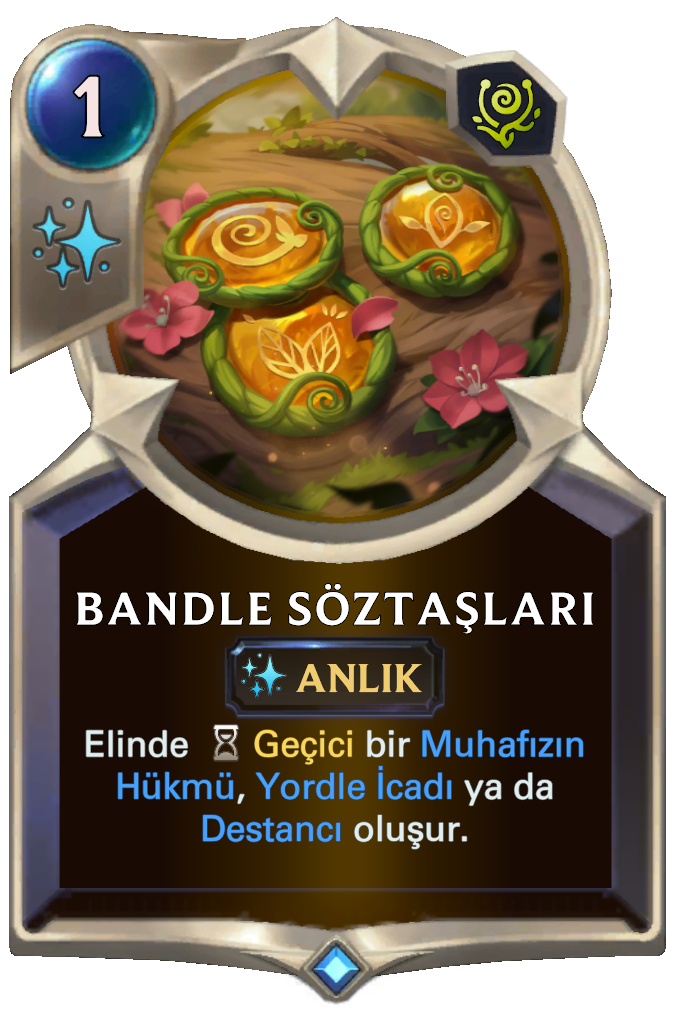 1
BANDLE SÖZTAŞLARI
ANLIK
Elinde Geçici bir Muhafızın
Hükmü, Yordle İcadı ya da
Destancı oluşur.